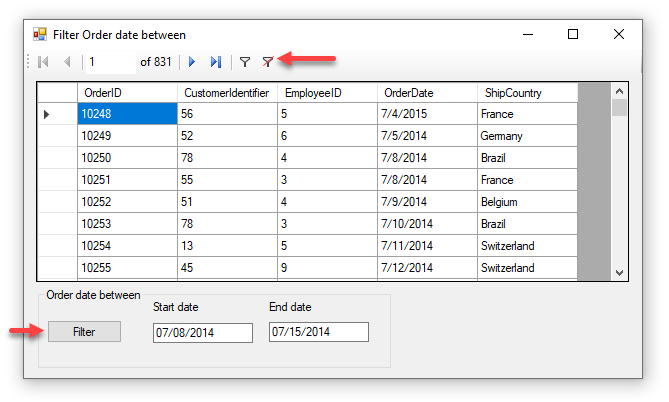 Filter Order date between
1 of 831
OrderID CustomerIdentifier EmployeeID OrderDate ShipCountry
10248 56 5 7/4/2015 France
10249 52 6 7/5/2014 Germany
10250 78 4 7/8/2014 Brazil
10251 55 3 7/8/2014 France
10252 51 4 7/9/2014 Belgium
10253 78 3 7/10/2014 Brazil
10254 13 5 7/11/2014 Switzerland
10255 45 9 7/12/2014 Switzerland
Order date between
Start date End date
Filter 07/08/2014 07/15/2014